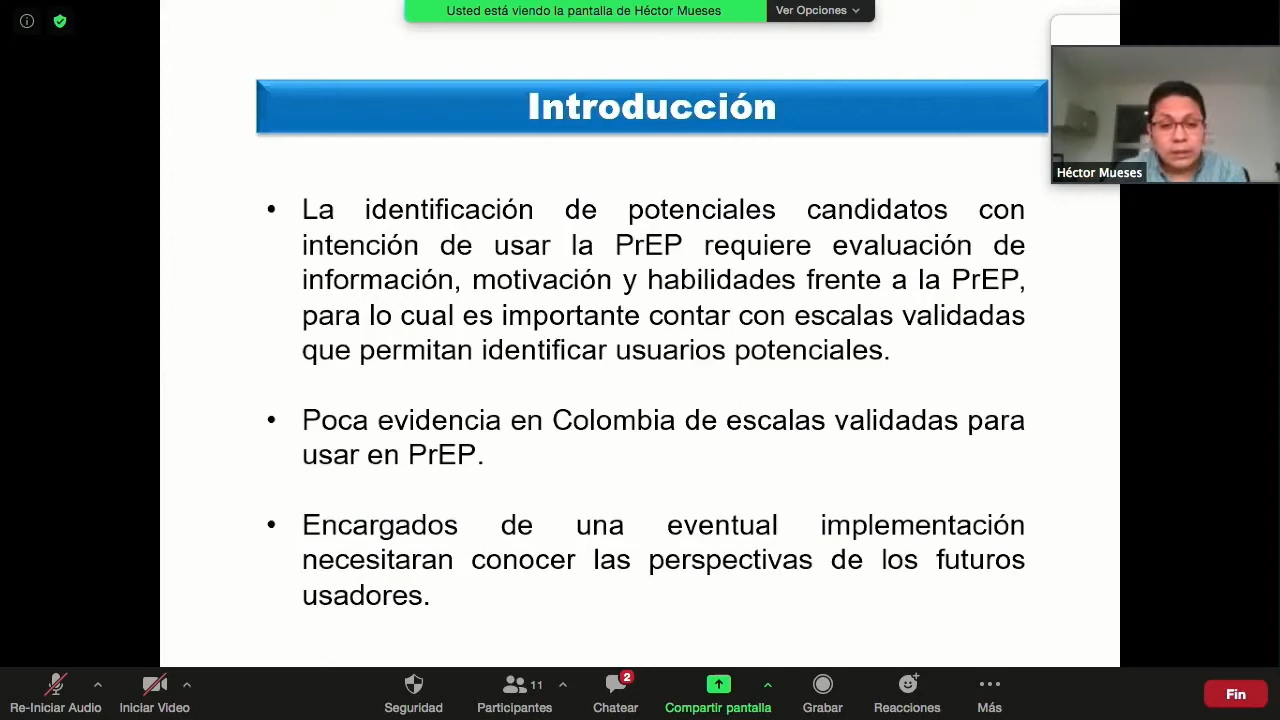 Usted está viendo la pantalla de Héctor Mueses
Ver Opciones
Introducción
Héctor Mueses
• La identificación de potenciales candidatos con
intención de usar la PrEP requiere evaluación de
información, motivación y habilidades frente a la PrEP,
para lo cual es importante contar con escalas validadas
que permitan identificar usuarios potenciales.
• Poca evidencia en Colombia de escalas validadas para
usar en PrEP.
• Encargados de una eventual implementación
necesitaran conocer las perspectivas de los futuros
usadores.
Re-Iniciar Audio
Iniciar Video
Seguridad
11
Participantes
2
Chatear
Compartir pantalla
Grabar
Reacciones
Más
Fin